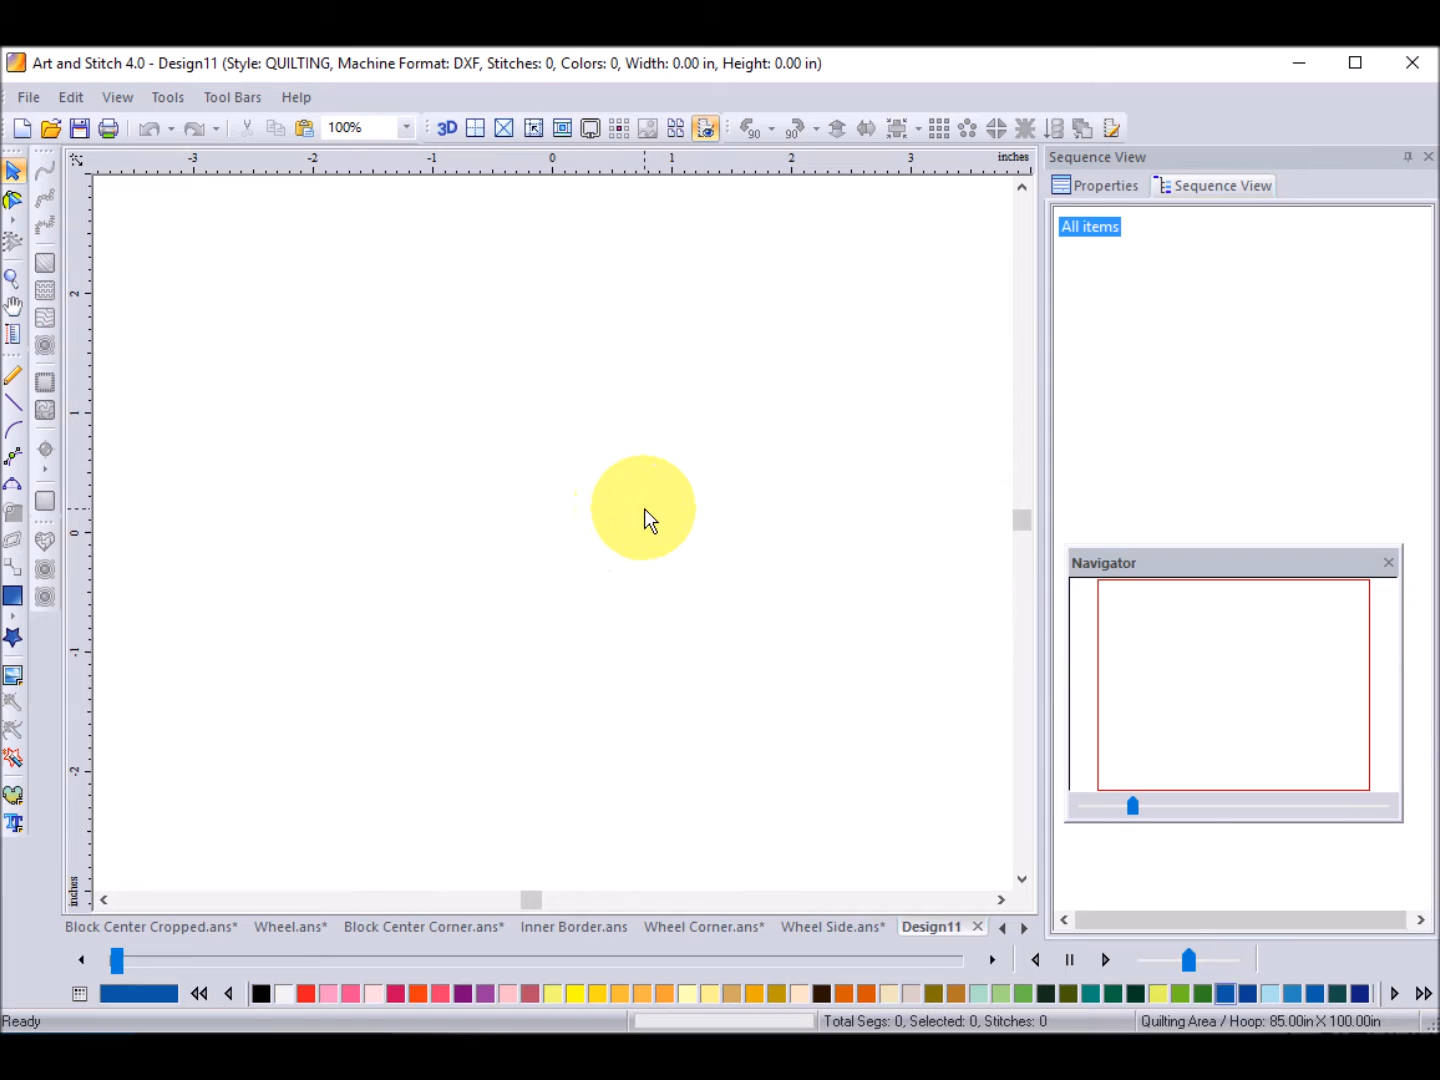 Art and Stitch 4.0 - Design11 (Style: QUILTING, Machine Format: DXF, Stitches: 0, Colors: 0, Width: 0.00 in, Height: 0.00 in)
File Edit View Tools Tool Bars Help
100% 3D 90 90
-3 -2 -1 0 1 2 3 inches
2
1
0
-1
-2
inches
Sequence View
Properties Sequence View
All items
Navigator
Block Center Cropped.ans* Wheel.ans* Block Center Corner.ans* Inner Border.ans Wheel Corner.ans* Wheel Side.ans* Design11
Ready Total Segs: 0, Selected: 0, Stitches: 0 Quilting Area / Hoop: 85.00in X 100.00in